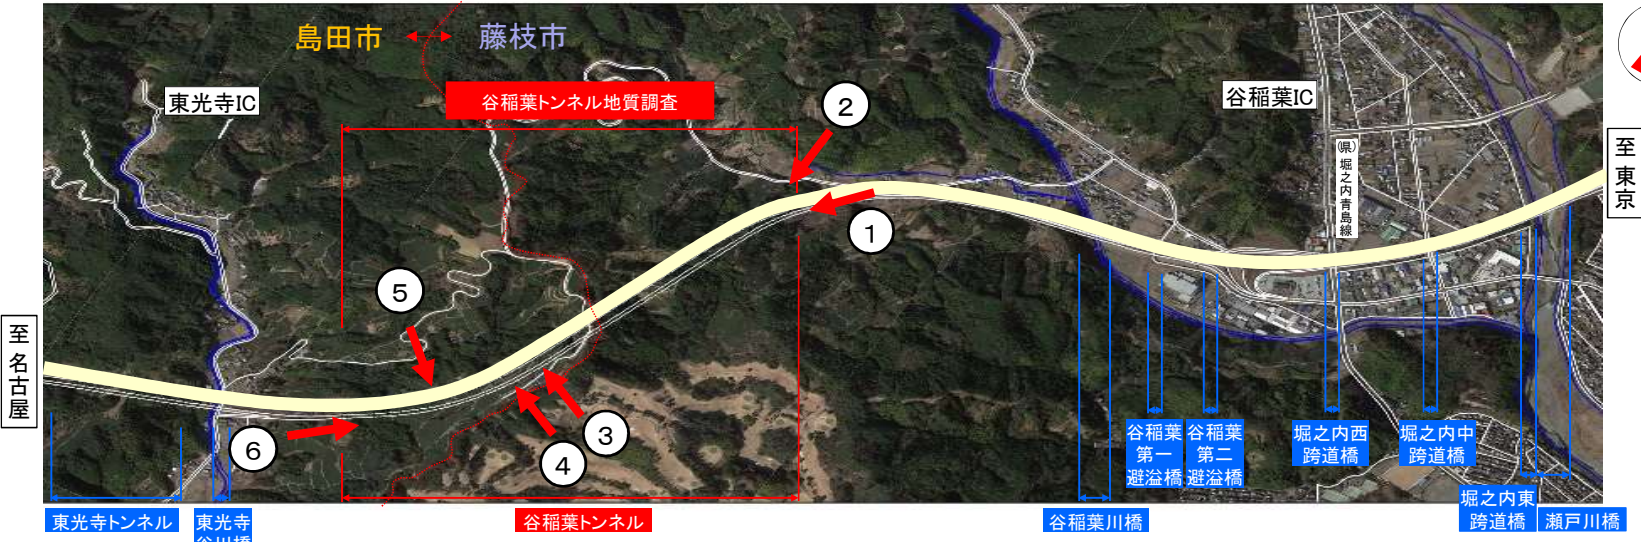 島田市
藤枝市
谷稲葉トンネル地質調査
東光寺IC
谷稲葉IC
②
①
(県)堀之内青島線
至 東京
⑤
至 名古屋
⑥
③
④
谷稲葉
第一
避溢橋
谷稲葉
第二
避溢橋
堀之内西
跨道橋
堀之内中
跨道橋
堀之内東
跨道橋
瀬戸川橋
東光寺トンネル
東光寺
谷川橋
谷稲葉トンネル
谷稲葉川橋